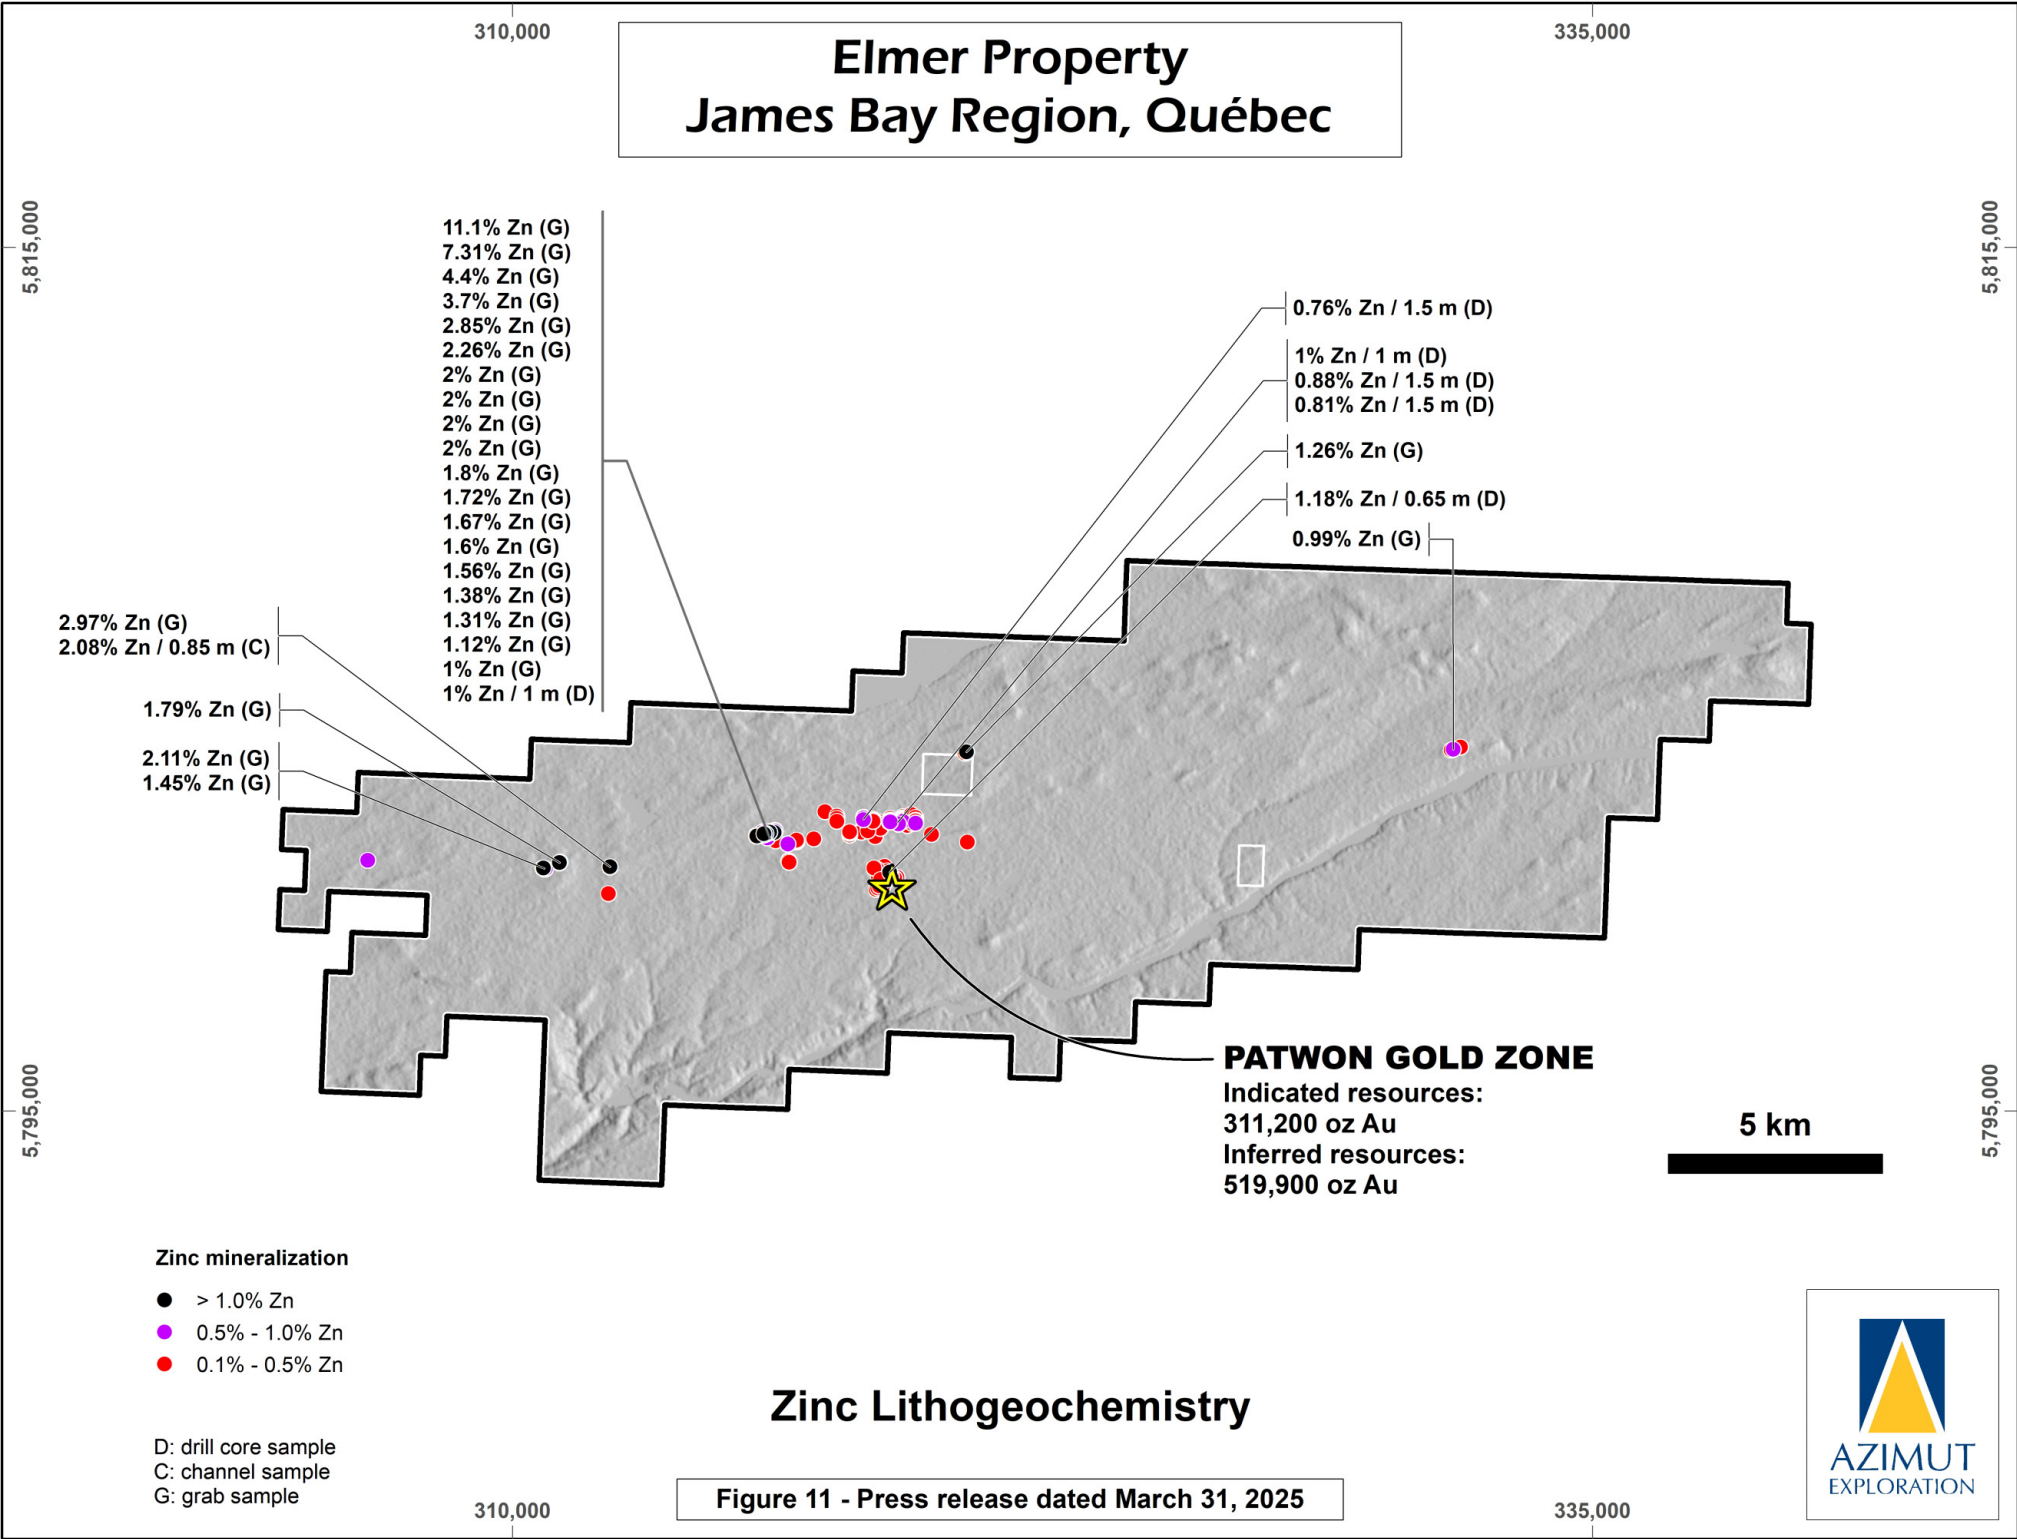 310,000
335,000
Elmer Property
James Bay Region, Québec
5,815,000
5,815,000
11.1% Zn (G)
7.31% Zn (G)
4.4% Zn (G)
3.7% Zn (G)
2.85% Zn (G)
2.26% Zn (G)
2% Zn (G)
2% Zn (G)
2% Zn (G)
2% Zn (G)
1.8% Zn (G)
1.72% Zn (G)
1.67% Zn (G)
1.6% Zn (G)
1.56% Zn (G)
1.38% Zn (G)
1.31% Zn (G)
1.12% Zn (G)
1% Zn (G)
1% Zn / 1 m (D)
0.76% Zn / 1.5 m (D)
1% Zn / 1 m (D)
0.88% Zn / 1.5 m (D)
0.81% Zn / 1.5 m (D)
1.26% Zn (G)
1.18% Zn / 0.65 m (D)
0.99% Zn (G)
2.97% Zn (G)
2.08% Zn / 0.85 m (C)
1.79% Zn (G)
2.11% Zn (G)
1.45% Zn (G)
PATWON GOLD ZONE
Indicated resources:
311,200 oz Au
Inferred resources:
519,900 oz Au
5 km
5,795,000
5,795,000
Zinc mineralization
> 1.0% Zn
0.5% - 1.0% Zn
0.1% - 0.5% Zn
D: drill core sample
C: channel sample
G: grab sample
Zinc Lithogeochemistry
Figure 11 - Press release dated March 31, 2025
AZIMUT
EXPLORATION
310,000
335,000